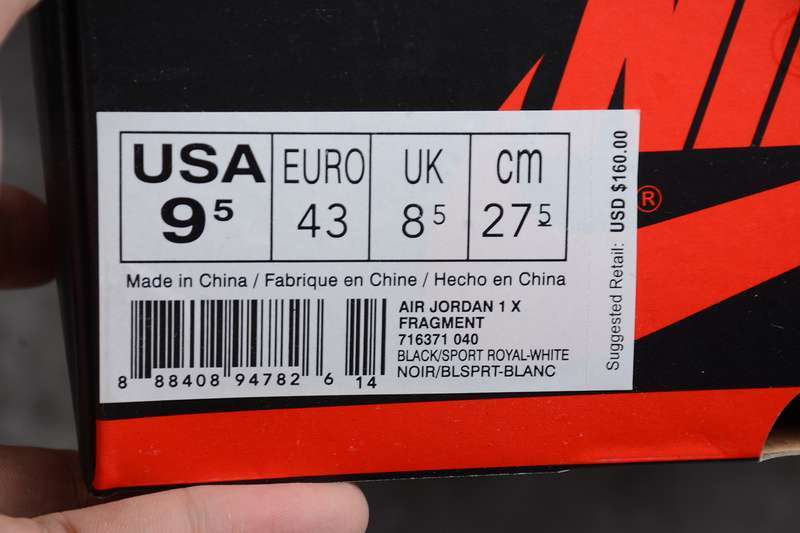 NIK
®
USA EURO UK cm
9 5 43 8 5 27 5
Made in China / Fabrique en Chine / Hecho en China
AIR JORDAN 1 X
FRAGMENT
716371 040
BLACK/SPORT ROYAL-WHITE
NOIR/BLSPRT-BLANC
8 88408 94782 6 14
Suggested Retail: USD $160.00